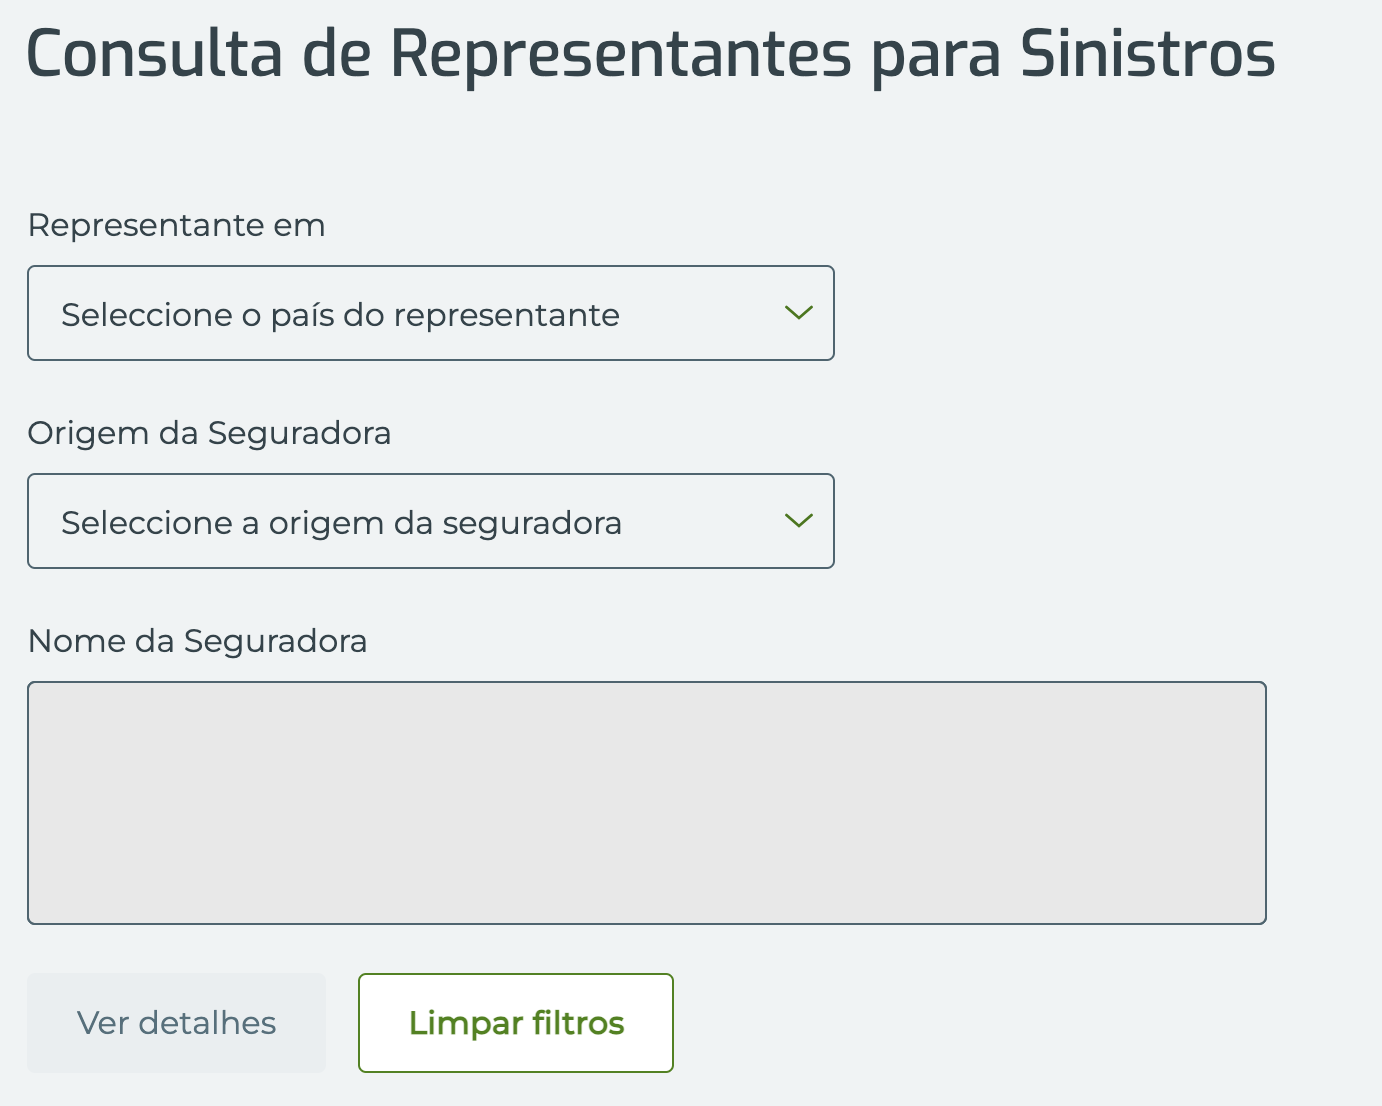 Consulta de Representantes para Sinistros
Representante em
Seleccione o país do representante
Origem da Seguradora
Seleccione a origem da seguradora
Nome da Seguradora
Ver detalhes
Limpar filtros